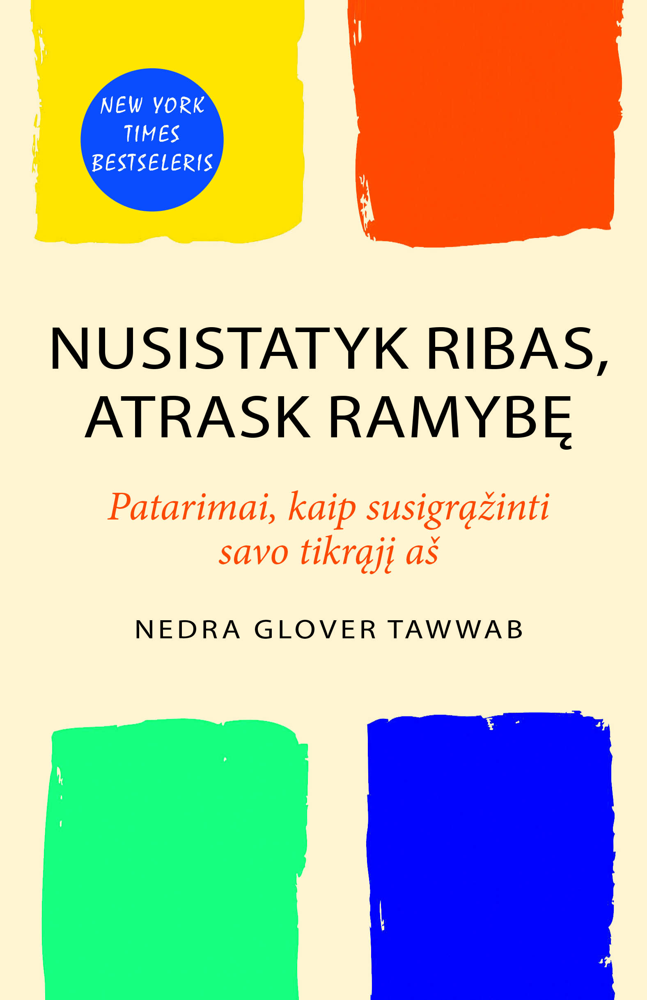 NEW YORK
TIMES
BESTSELERIS
NUSISTATYK RIBAS,
ATRASK RAMYBĘ
Patarimai, kaip susigrąžinti
savo tikrąjį aš
NEDRA GLOVER TAWWAB